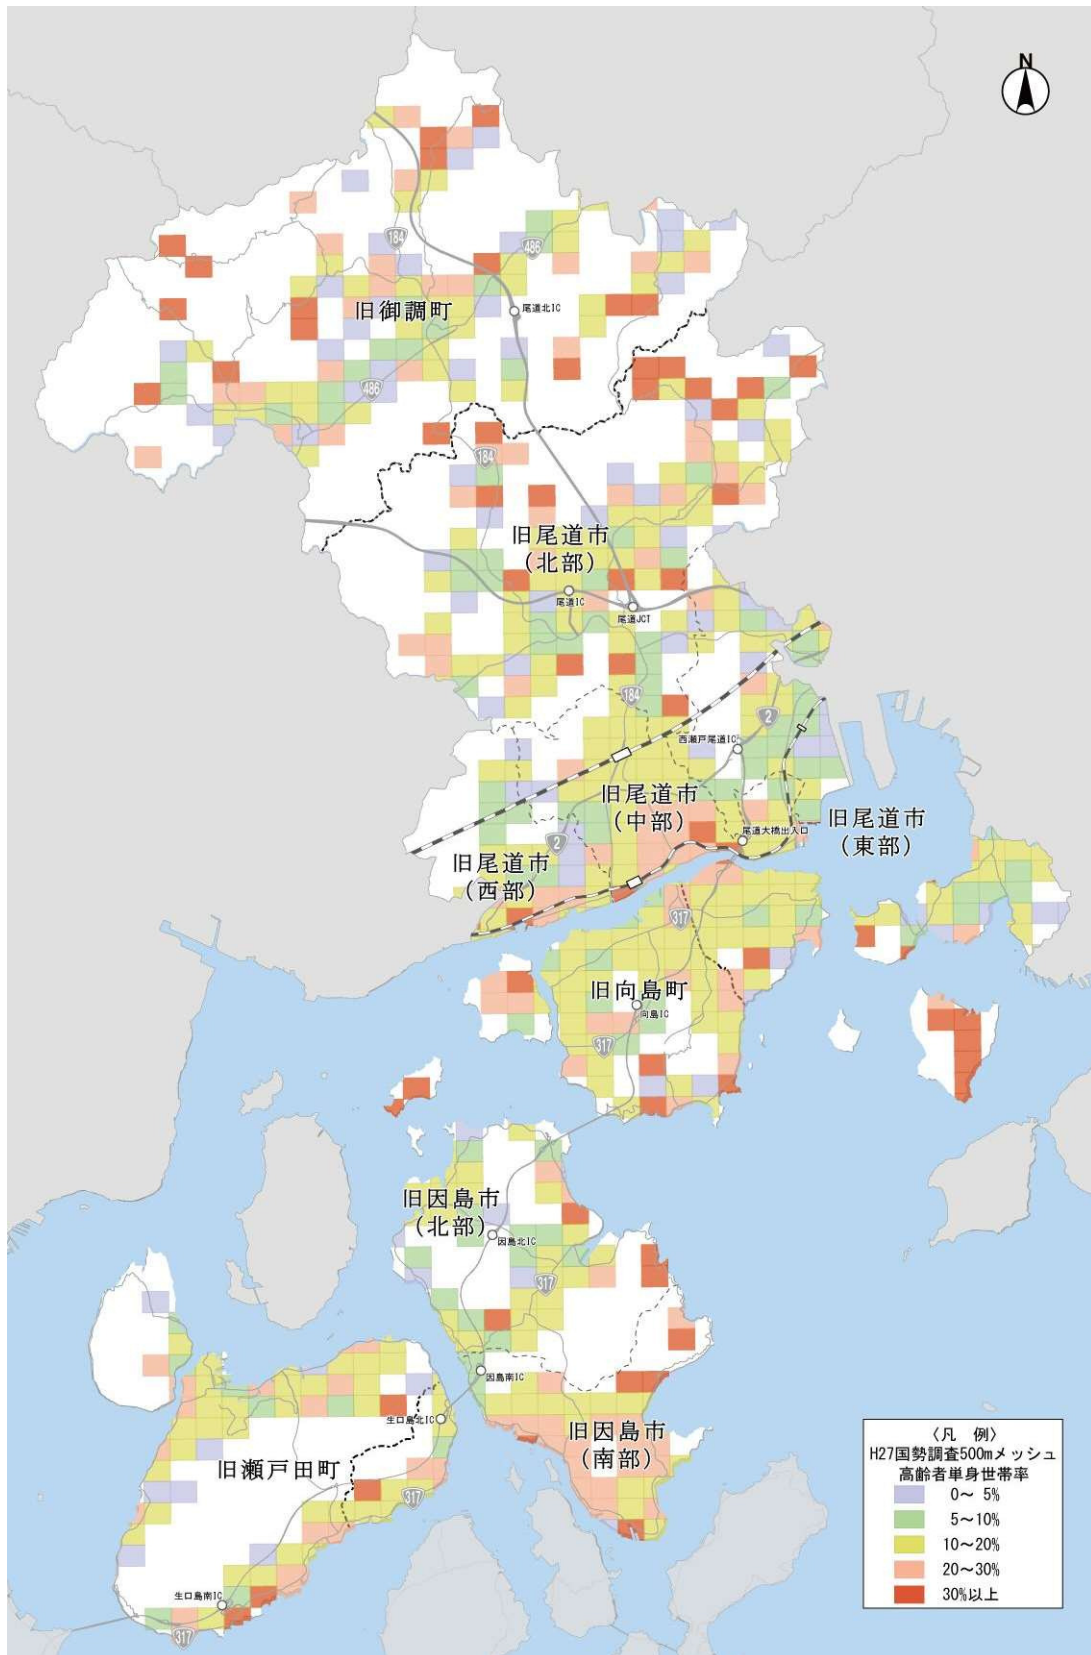 N
184
486
旧御調町
尾道北IC
486
184
旧尾道市
（北部）
尾道IC
尾道JCT
184
2
西瀬戸尾道IC
旧尾道市
（中部）
尾道大橋出入口
旧尾道市
（東部）
2
旧尾道市
（西部）
317
旧向島町
向島IC
317
旧因島市
（北部）
因島北IC
317
因島南IC
生口島北IC
旧因島市
（南部）
旧瀬戸田町
317
生口島南IC
317
〈凡　例〉
H27国勢調査500mメッシュ
高齢者単身世帯率
0～ 5%
5～10%
10～20%
20～30%
30%以上